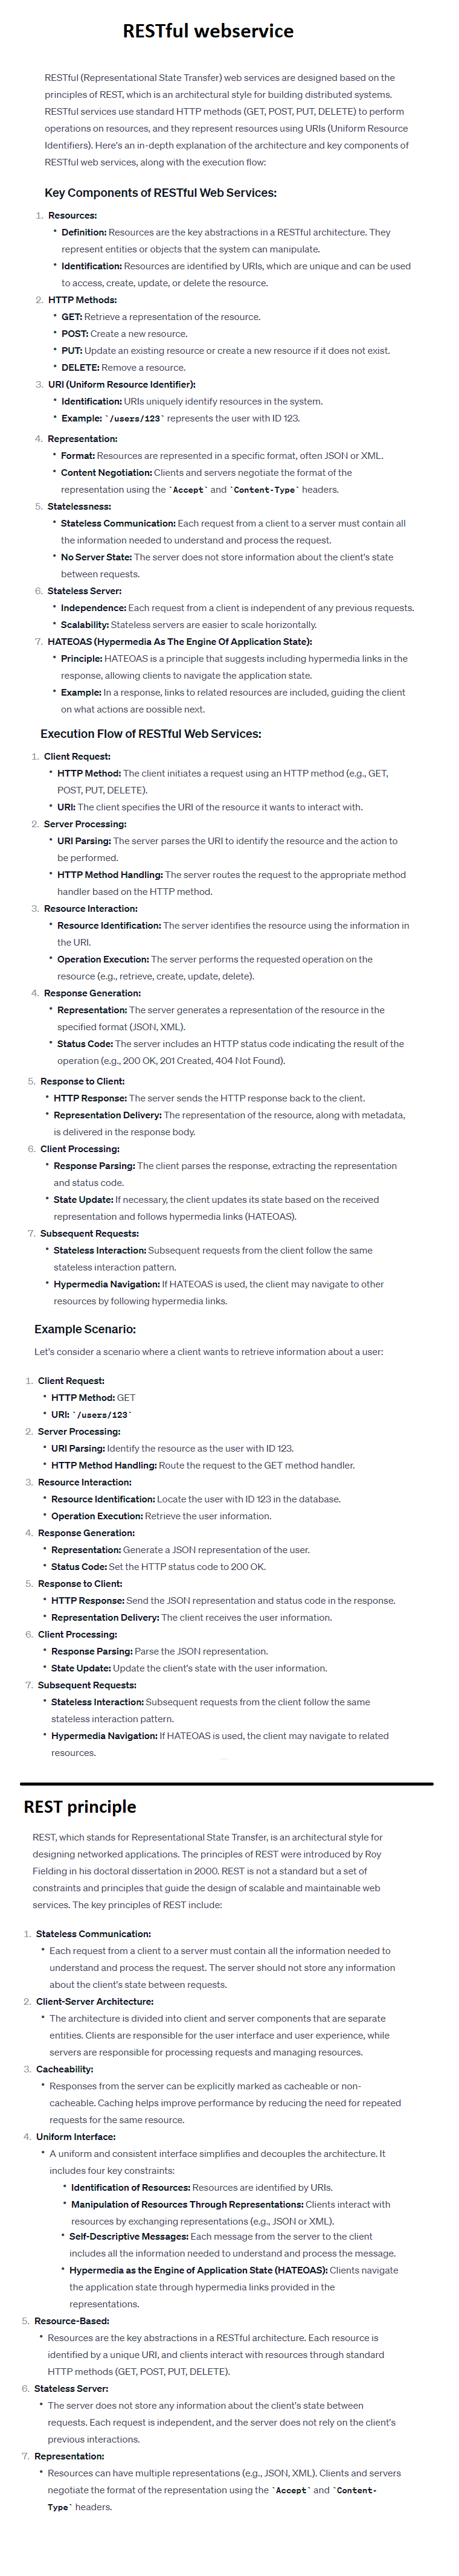 RESTful webservice
RESTful (Representational State Transfer) web services are designed based on the
principles of REST, which is an architectural style for building distributed systems.
RESTful services use standard HTTP methods (GET, POST, PUT, DELETE) to perform
operations on resources, and they represent resources using URIs (Uniform Resource
Identifiers). Here's an in-depth explanation of the architecture and key components of
RESTful web services, along with the execution flow:
Key Components of RESTful Web Services:
1. Resources:
• Definition: Resources are the key abstractions in a RESTful architecture. They
represent entities or objects that the system can manipulate.
• Identification: Resources are identified by URIs, which are unique and can be used
to access, create, update, or delete the resource.
2. HTTP Methods:
• GET: Retrieve a representation of the resource.
• POST: Create a new resource.
• PUT: Update an existing resource or create a new resource if it does not exist.
• DELETE: Remove a resource.
3. URI (Uniform Resource Identifier):
• Identification: URIs uniquely identify resources in the system.
• Example: `/users/123` represents the user with ID 123.
4. Representation:
• Format: Resources are represented in a specific format, often JSON or XML.
• Content Negotiation: Clients and servers negotiate the format of the
representation using the `Accept` and `Content-Type` headers.
5. Statelessness:
• Stateless Communication: Each request from a client to a server must contain all
the information needed to understand and process the request.
• No Server State: The server does not store information about the client's state
between requests.
6. Stateless Server:
• Independence: Each request from a client is independent of any previous requests.
• Scalability: Stateless servers are easier to scale horizontally.
7. HATEOAS (Hypermedia As The Engine Of Application State):
• Principle: HATEOAS is a principle that suggests including hypermedia links in the
response, allowing clients to navigate the application state.
• Example: In a response, links to related resources are included, guiding the client
on what actions are possible next.
Execution Flow of RESTful Web Services:
1. Client Request:
• HTTP Method: The client initiates a request using an HTTP method (e.g., GET,
POST, PUT, DELETE).
• URI: The client specifies the URI of the resource it wants to interact with.
2. Server Processing:
• URI Parsing: The server parses the URI to identify the resource and the action to
be performed.
• HTTP Method Handling: The server routes the request to the appropriate method
handler based on the HTTP method.
3. Resource Interaction:
• Resource Identification: The server identifies the resource using the information in
the URI.
• Operation Execution: The server performs the requested operation on the
resource (e.g., retrieve, create, update, delete).
4. Response Generation:
• Representation: The server generates a representation of the resource in the
specified format (JSON, XML).
• Status Code: The server includes an HTTP status code indicating the result of the
operation (e.g., 200 OK, 201 Created, 404 Not Found).
5. Response to Client:
• HTTP Response: The server sends the HTTP response back to the client.
• Representation Delivery: The representation of the resource, along with metadata,
is delivered in the response body.
6. Client Processing:
• Response Parsing: The client parses the response, extracting the representation
and status code.
• State Update: If necessary, the client updates its state based on the received
representation and follows hypermedia links (HATEOAS).
7. Subsequent Requests:
• Stateless Interaction: Subsequent requests from the client follow the same
stateless interaction pattern.
• Hypermedia Navigation: If HATEOAS is used, the client may navigate to other
resources by following hypermedia links.
Example Scenario:
Let's consider a scenario where a client wants to retrieve information about a user:
1. Client Request:
• HTTP Method: GET
• URI: `/users/123`
2. Server Processing:
• URI Parsing: Identify the resource as the user with ID 123.
• HTTP Method Handling: Route the request to the GET method handler.
3. Resource Interaction:
• Resource Identification: Locate the user with ID 123 in the database.
• Operation Execution: Retrieve the user information.
4. Response Generation:
• Representation: Generate a JSON representation of the user.
• Status Code: Set the HTTP status code to 200 OK.
5. Response to Client:
• HTTP Response: Send the JSON representation and status code in the response.
• Representation Delivery: The client receives the user information.
6. Client Processing:
• Response Parsing: Parse the JSON representation.
• State Update: Update the client's state with the user information.
7. Subsequent Requests:
• Stateless Interaction: Subsequent requests from the client follow the same
stateless interaction pattern.
• Hypermedia Navigation: If HATEOAS is used, the client may navigate to related
resources.
REST principle
REST, which stands for Representational State Transfer, is an architectural style for
designing networked applications. The principles of REST were introduced by Roy
Fielding in his doctoral dissertation in 2000. REST is not a standard but a set of
constraints and principles that guide the design of scalable and maintainable web
services. The key principles of REST include:
1. Stateless Communication:
• Each request from a client to a server must contain all the information needed to
understand and process the request. The server should not store any information
about the client's state between requests.
2. Client-Server Architecture:
• The architecture is divided into client and server components that are separate
entities. Clients are responsible for the user interface and user experience, while
servers are responsible for processing requests and managing resources.
3. Cacheability:
• Responses from the server can be explicitly marked as cacheable or non-
cacheable. Caching helps improve performance by reducing the need for repeated
requests for the same resource.
4. Uniform Interface:
• A uniform and consistent interface simplifies and decouples the architecture. It
includes four key constraints:
• Identification of Resources: Resources are identified by URIs.
• Manipulation of Resources Through Representations: Clients interact with
resources by exchanging representations (e.g., JSON or XML).
• Self-Descriptive Messages: Each message from the server to the client
includes all the information needed to understand and process the message.
• Hypermedia as the Engine of Application State (HATEOAS): Clients navigate
the application state through hypermedia links provided in the
representations.
5. Resource-Based:
• Resources are the key abstractions in a RESTful architecture. Each resource is
identified by a unique URI, and clients interact with resources through standard
HTTP methods (GET, POST, PUT, DELETE).
6. Stateless Server:
• The server does not store any information about the client's state between
requests. Each request is independent, and the server does not rely on the client's
previous interactions.
7. Representation:
• Resources can have multiple representations (e.g., JSON, XML). Clients and servers
negotiate the format of the representation using the `Accept` and `Content-
Type` headers.